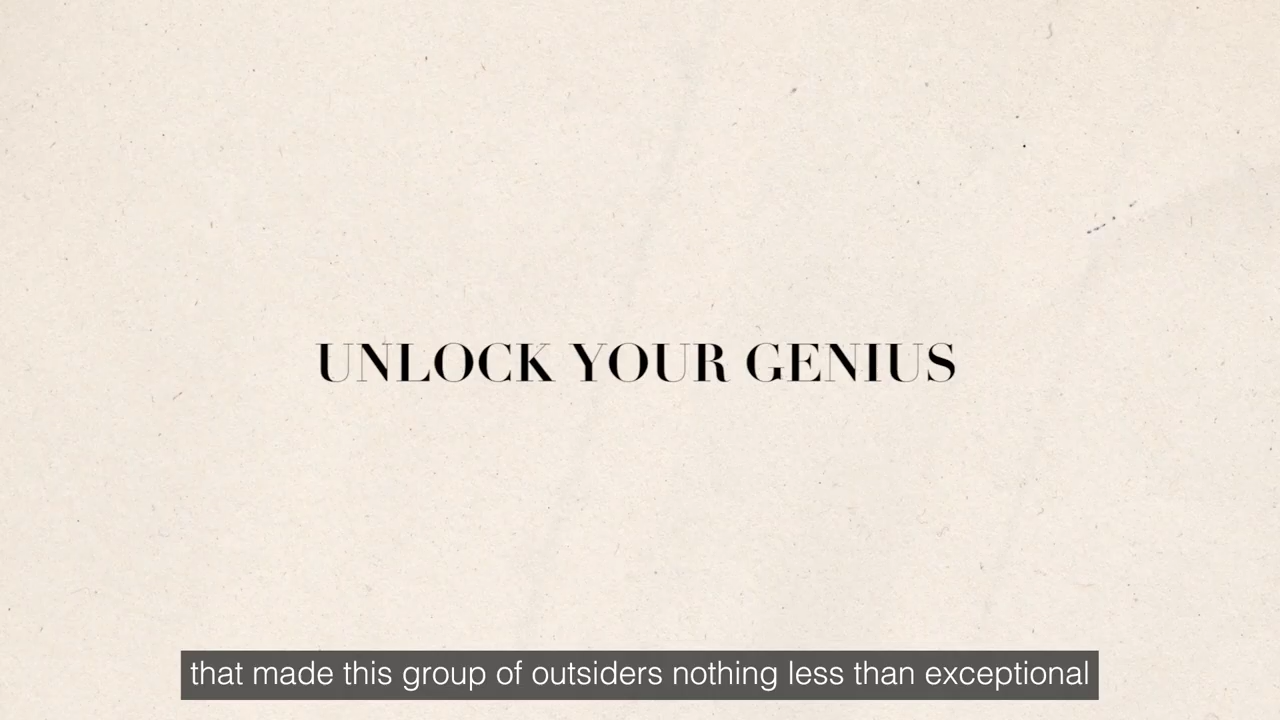 UNLOCK YOUR GENIUS
that made this group of outsiders nothing less than exceptional